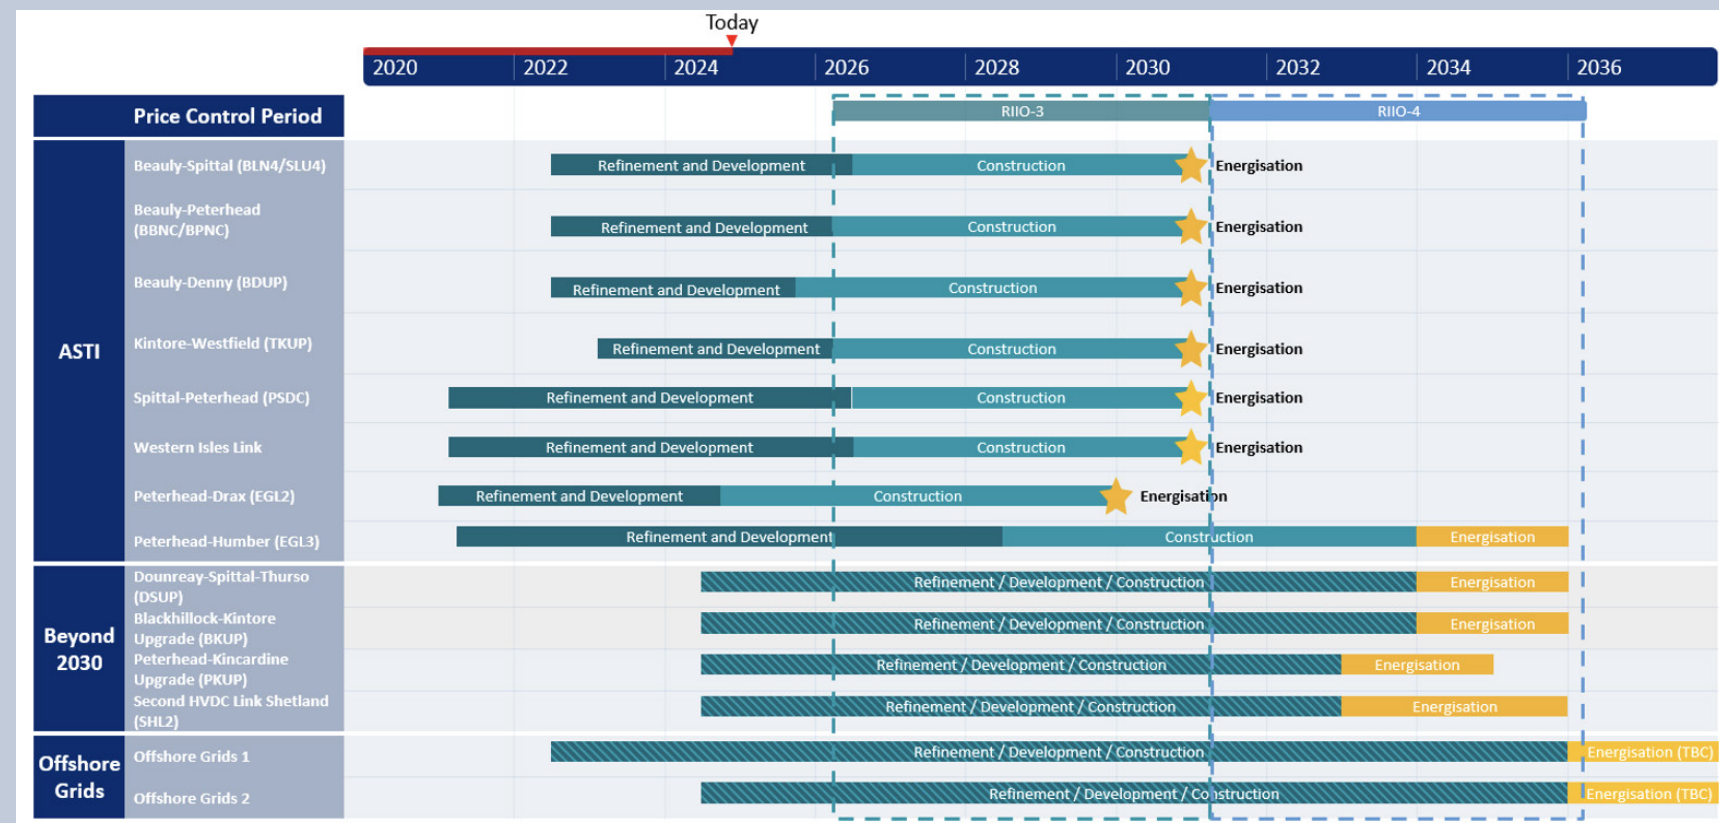 Today
2020 2022 2024 2026 2028 2030 2032 2034 2036
Price Control Period RIIO-3 RIIO-4
ASTI
Beauly-Spittal (BLN4/SLU4) Refinement and Development Construction Energisation
Beauly-Peterhead
(BBNC/BPNC) Refinement and Development Construction Energisation
Beauly-Denny (BDUP) Refinement and Development Construction Energisation
Kintore-Westfield (TKUP) Refinement and Development Construction Energisation
Spittal-Peterhead (PSDC) Refinement and Development Construction Energisation
Western Isles Link Refinement and Development Construction Energisation
Peterhead-Drax (EGL2) Refinement and Development Construction Energisation
Peterhead-Humber (EGL3) Refinement and Development Construction Energisation
Beyond
2030
Dounreay-Spittal-Thurso
(DSUP) Refinement / Development / Construction Energisation
Blackhillock-Kintore
Upgrade (BKUP) Refinement / Development / Construction Energisation
Peterhead-Kincardine
Upgrade (PKUP) Refinement / Development / Construction Energisation
Second HVDC Link Shetland
(SHL2) Refinement / Development / Construction Energisation
Offshore
Grids
Offshore Grids 1 Refinement / Development / Construction Energisation (TBC)
Offshore Grids 2 Refinement / Development / Construction Energisation (TBC)